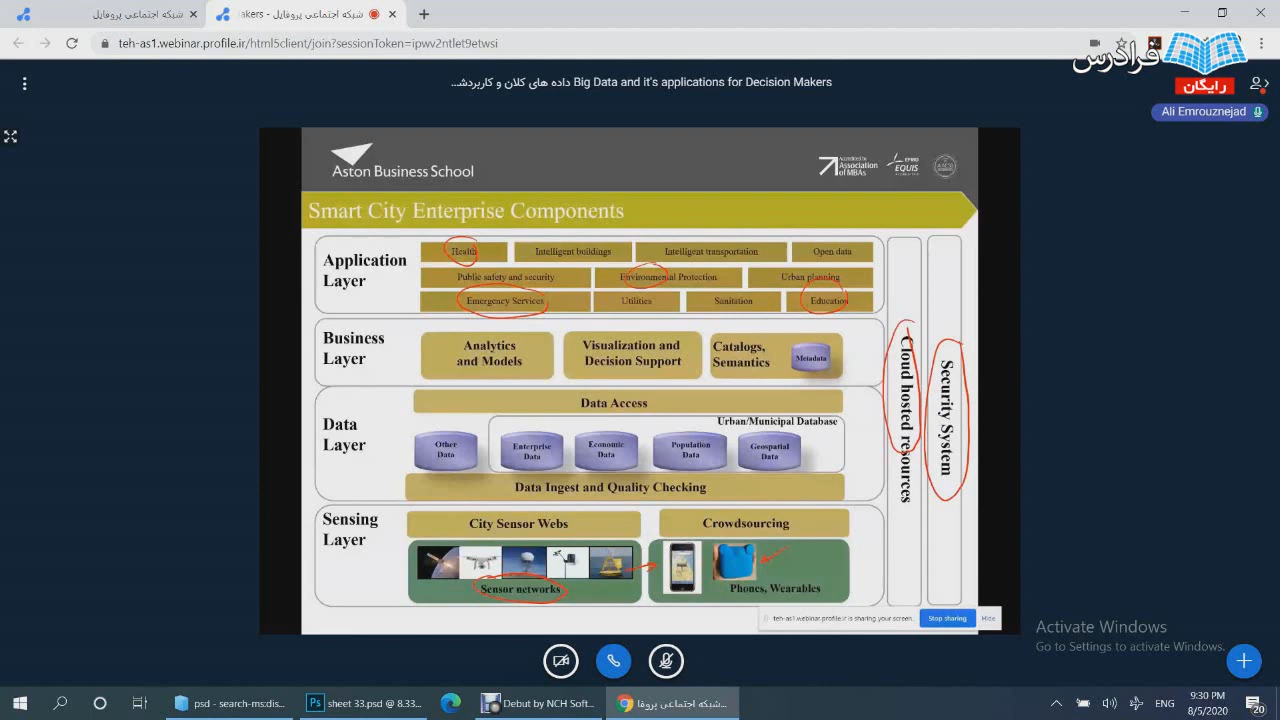 شبکه اجتماعی پروفایل
شبکه اجتماعی پروفایل - akers
teh-as1.webinar.profile.ir/html5client/join?sessionToken=ipwv2ntlet9etwsi
فرادرس
رایگان
داده های کلان و کاربردش... Big Data and it's applications for Decision Makers
Ali Emrouznejad
Aston Business School
Accredited by
Association
of MBAs
EFMD
EQUIS
ACCREDITED
Smart City Enterprise Components
Application
Layer
Health
Intelligent buildings
Intelligent transportation
Open data
Public safety and security
Environmental Protection
Urban planning
Emergency Services
Utilities
Sanitation
Education
Business
Layer
Analytics
and Models
Visualization and
Decision Support
Catalogs,
Semantics
Metadata
Data
Layer
Data Access
Urban/Municipal Database
Other
Data
Enterprise
Data
Economic
Data
Population
Data
Geospatial
Data
Data Ingest and Quality Checking
Sensing
Layer
City Sensor Webs
Crowdsourcing
Sensor networks
Phones, Wearables
Cloud hosted resources
Security System
teh-as1.webinar.profile.ir is sharing your screen.
Stop sharing
Hide
Activate Windows
Go to Settings to activate Windows.
psd - search-ms:dis...
Ps
sheet 33.psd @ 8.33...
Debut by NCH Soft...
شبکه اجتماعی پروفا...
ENG
9:30 PM
8/5/2020
20